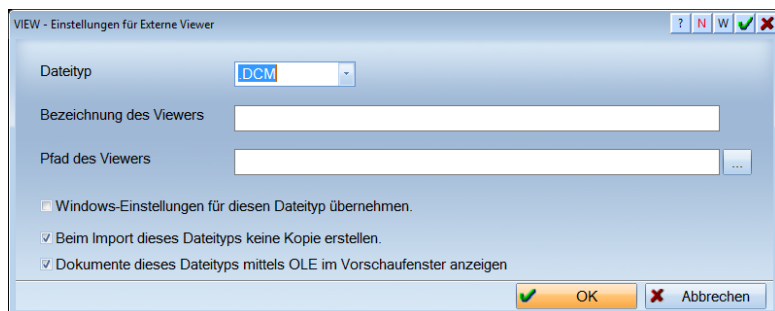 VIEW - Einstellungen für Externe Viewer
? N W
Dateityp
.DCM
Bezeichnung des Viewers
Pfad des Viewers
...
Windows-Einstellungen für diesen Dateityp übernehmen.
Beim Import dieses Dateityps keine Kopie erstellen.
Dokumente dieses Dateityps mittels OLE im Vorschaufenster anzeigen
OK
Abbrechen